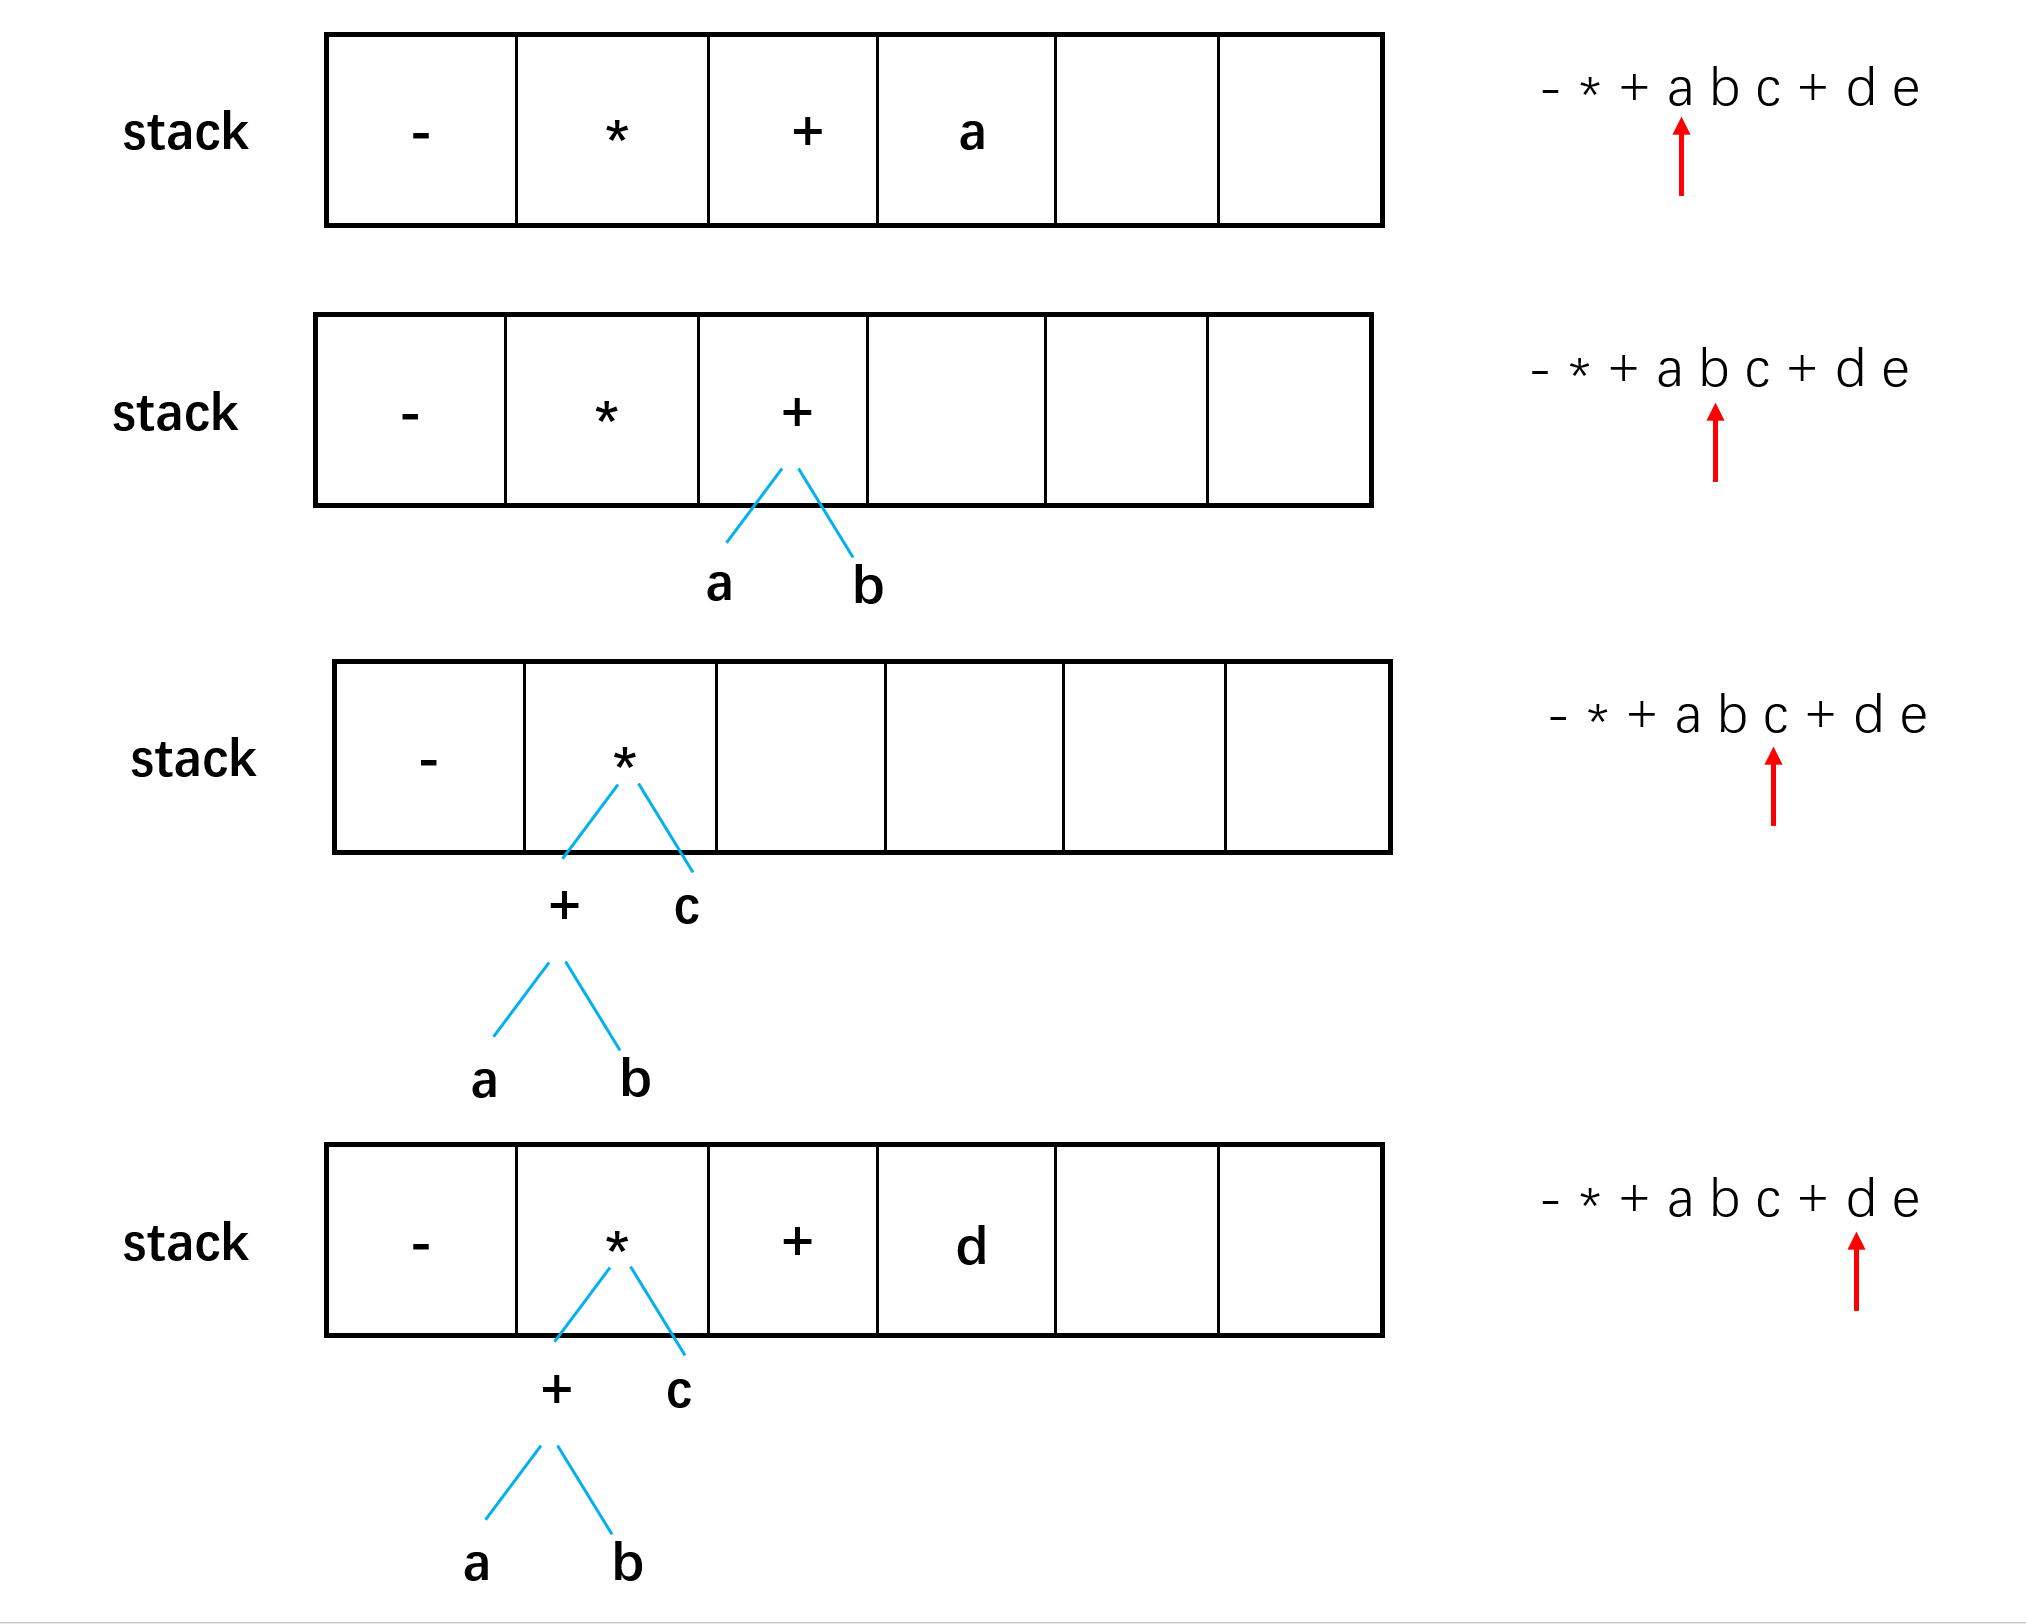 stack - * + a - * + a b c + d e
stack - * + - * + a b c + d e
a b
stack - * - * + a b c + d e
+ c
a b
stack - * + d - * + a b c + d e
+ c
a b